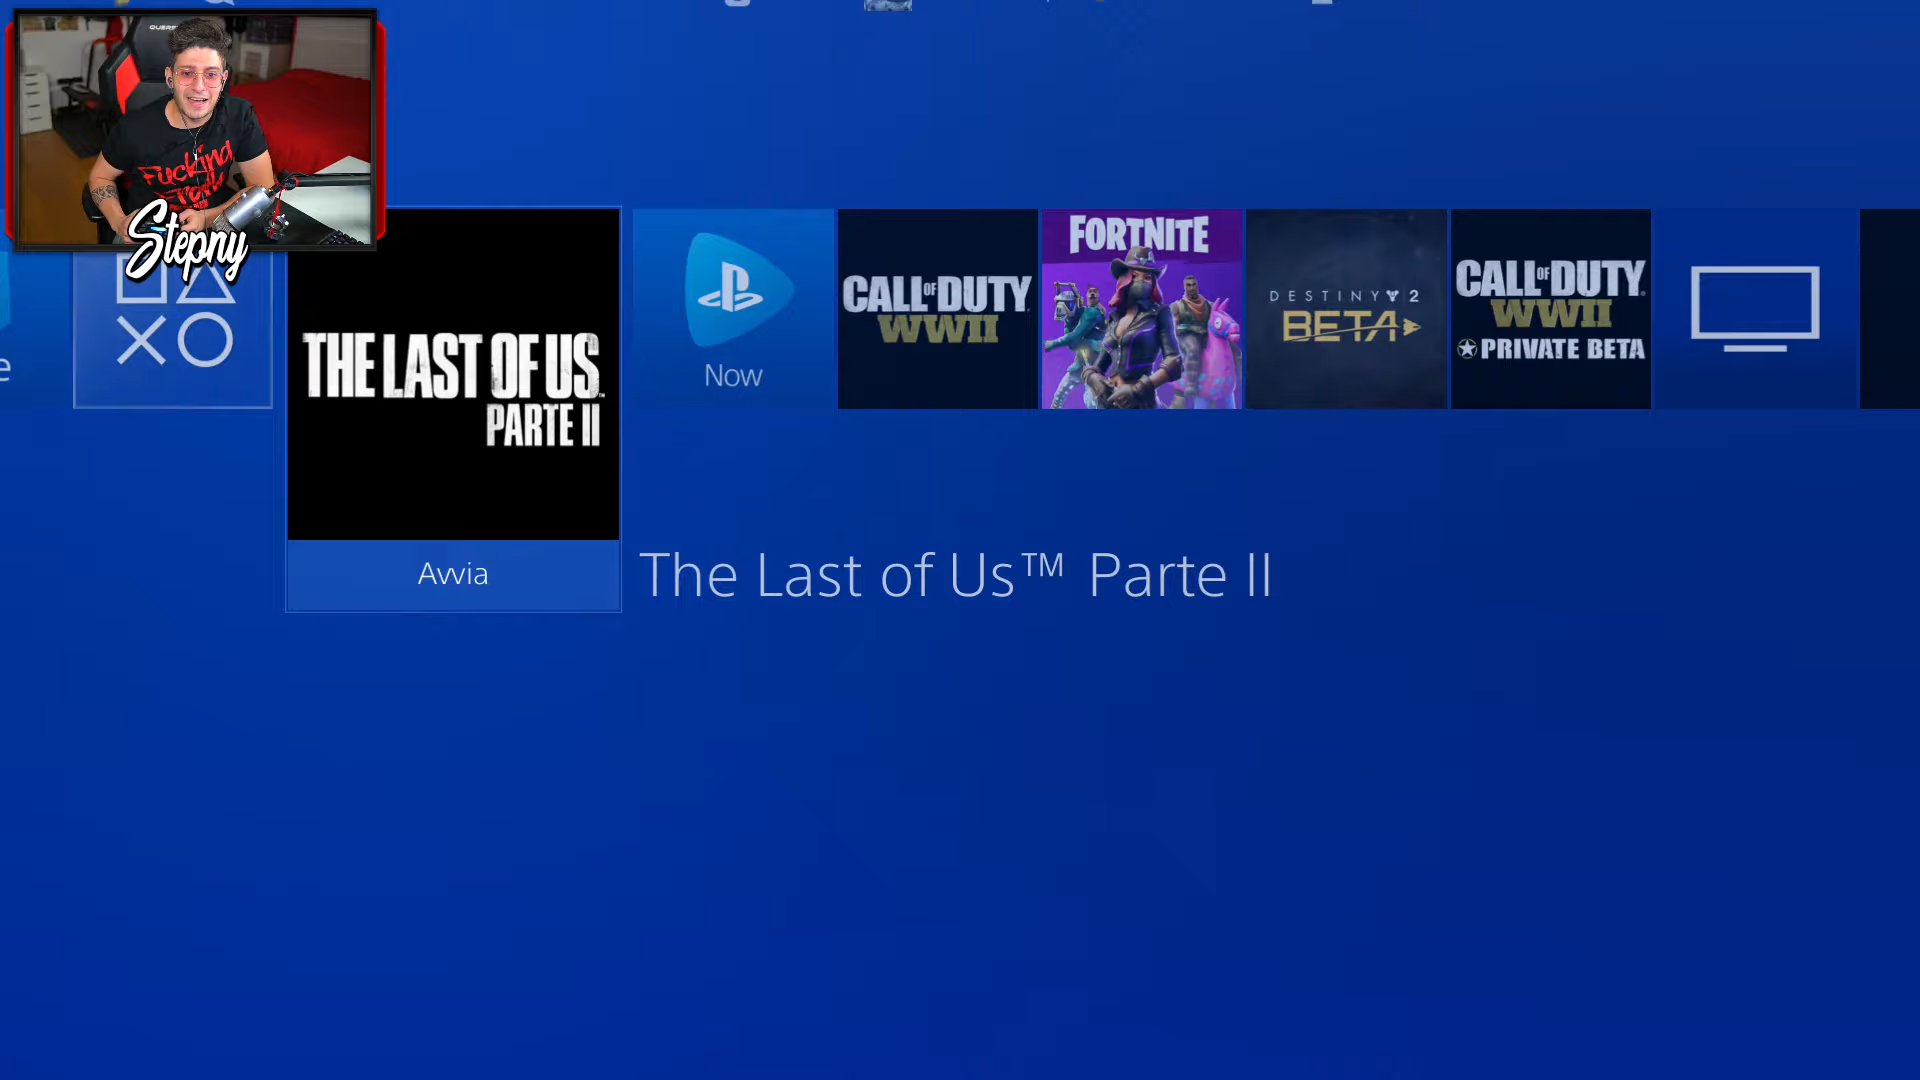 Fucking
Stepny
THE LAST OF US
PARTE II
Avvia
The Last of Us™ Parte II
Now
CALL OF DUTY
WWII
FORTNITE
DESTINY 2
BETA
CALL OF DUTY
WWII
PRIVATE BETA
e